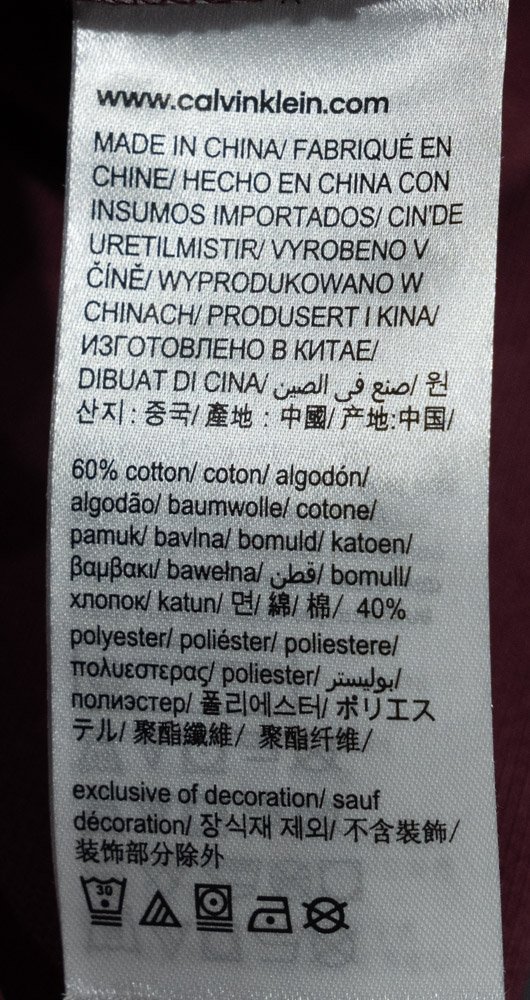 www.calvinklein.com
MADE IN CHINA/ FABRIQUÉ EN
CHINE/ HECHO EN CHINA CON
INSUMOS IMPORTADOS/ CIN'DE
URETILMISTIR/ VYROBENO V
ČÍNĚ/ WYPRODUKOWANO W
CHINACH/ PRODUSERT I KINA/
ИЗГОТОВЛЕНО В КИТАЕ/
DIBUAT DI CINA/ صنع في الصين/ 원
산지 : 중국/ 產地 : 中國/ 产地:中国/
60% cotton/ coton/ algodón/
algodão/ baumwolle/ cotone/
pamuk/ bavlna/ bomuld/ katoen/
βαμβακι/ bawełna/ قطن/ bomull/
хлопок/ katun/ 면/ 綿/ 棉/ 40%
polyester/ poliéster/ poliestere/
πολυεστερας/ poliester/ بوليستر/
полиэстер/ 폴리에스터/ ポリエス
テル/ 聚酯纖維/ 聚酯纤维/
exclusive of decoration/ sauf
décoration/ 장식재 제외/ 不含裝飾/
装饰部分除外
30